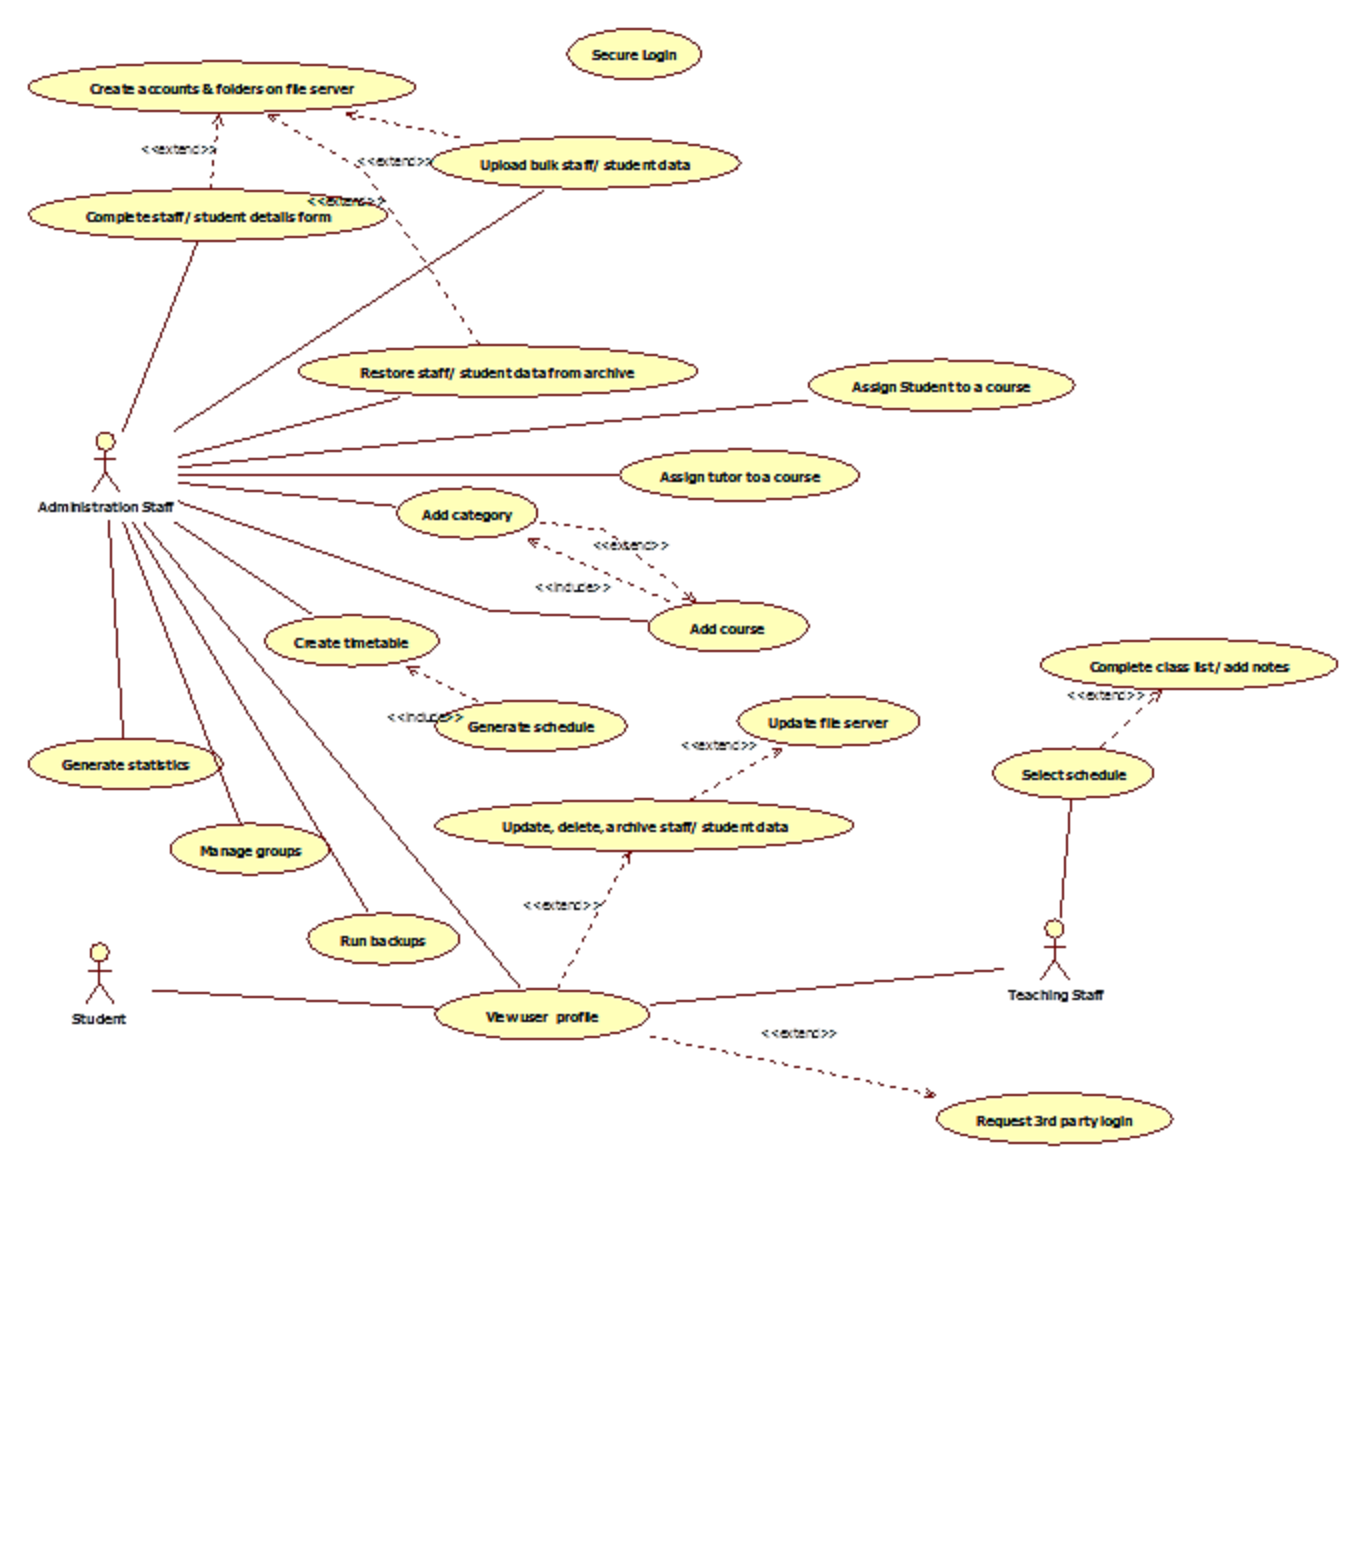 Secure Login
Create accounts & folders on file server
<<extend>>
<<extend>>
Upload bulk staff/ student data
<<extend>>
Complete staff/ student details form
Restore staff/ student data from archive
Assign Student to a course
Assign tutor to a course
Administration Staff
Add category
<<extend>>
<<include>>
Add course
Create timetable
Complete class list/ add notes
<<extend>>
<<include>>
Generate schedule
Update file server
<<extend>>
Generate statistics
Select schedule
Update, delete, archive staff/ student data
Manage groups
<<extend>>
Run backups
Teaching Staff
Student
View user profile
<<extend>>
Request 3rd party login